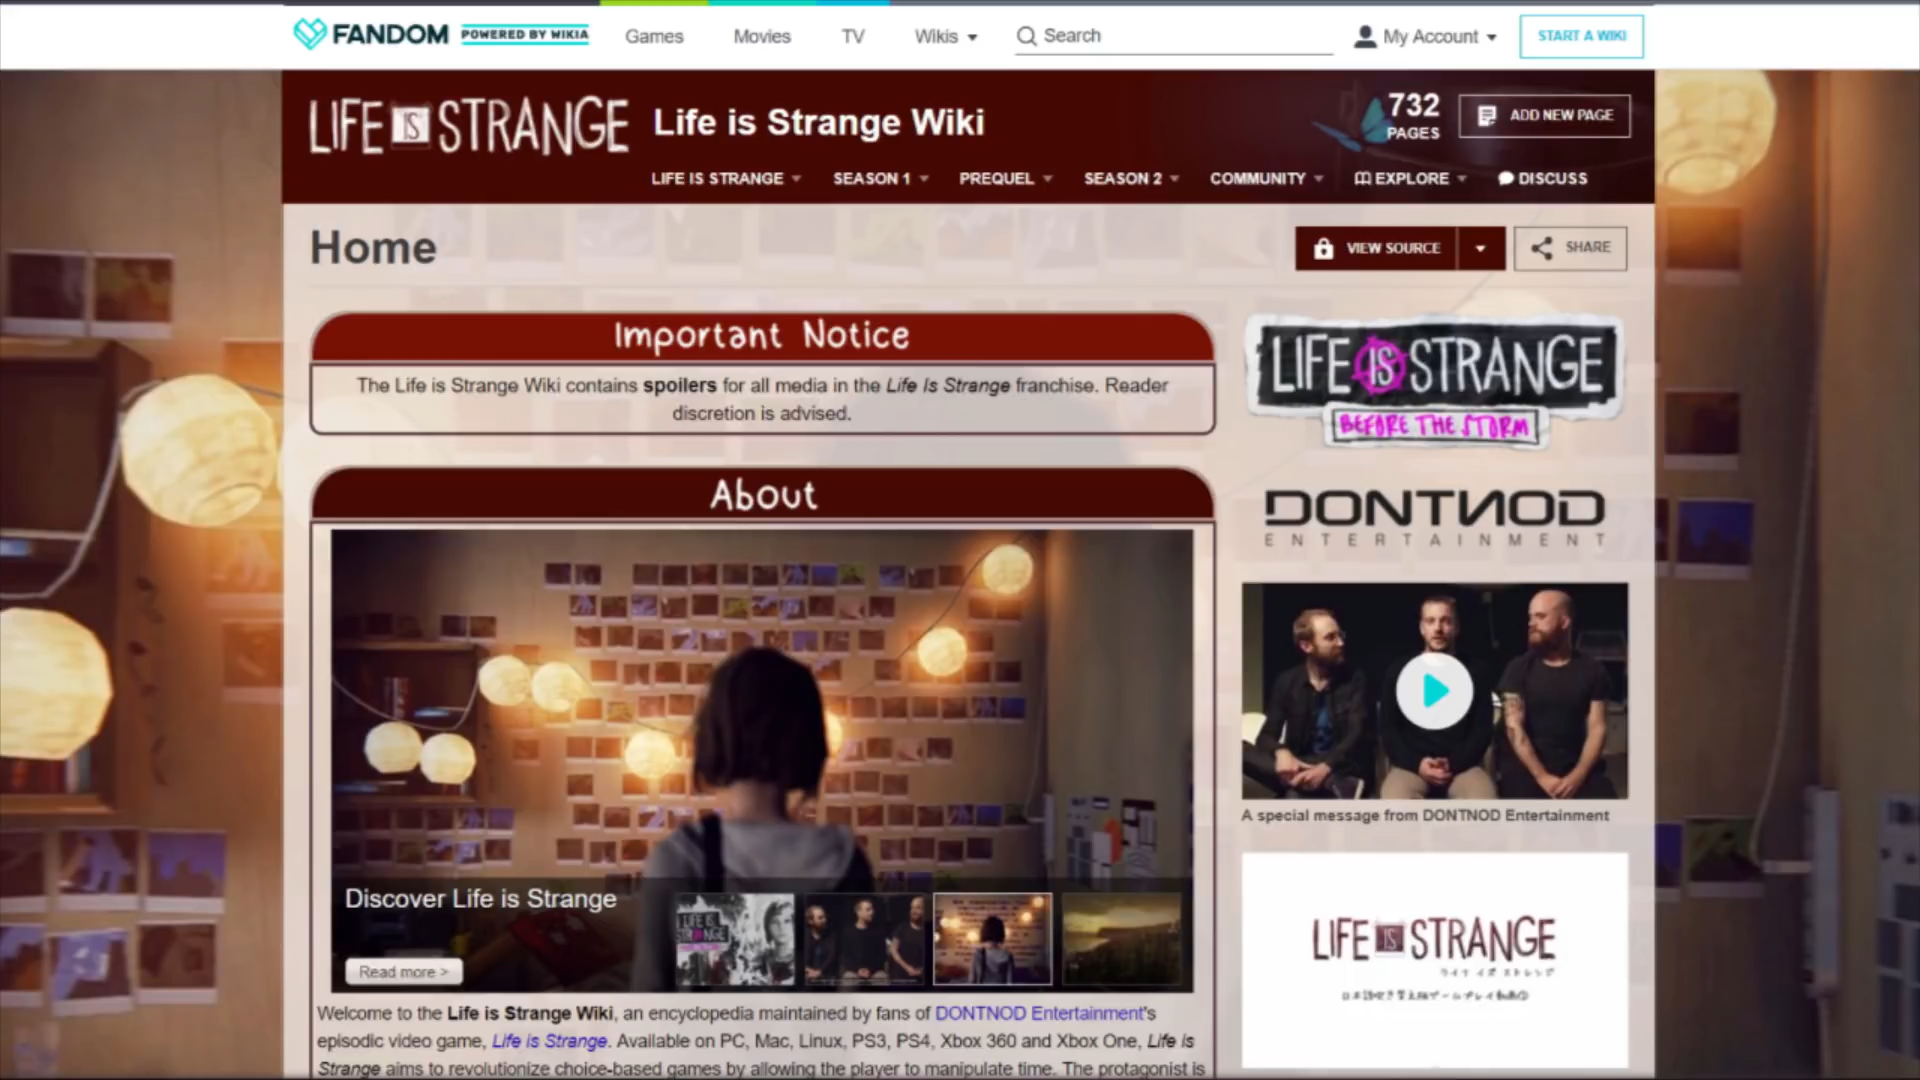 FANDOM POWERED BY WIKIA Games Movies TV Wikis Search My Account START A WIKI
LIFE IS STRANGE Life is Strange Wiki 732 PAGES ADD NEW PAGE
LIFE IS STRANGE SEASON 1 PREQUEL SEASON 2 COMMUNITY EXPLORE DISCUSS
Home VIEW SOURCE SHARE
Important Notice
The Life is Strange Wiki contains spoilers for all media in the Life Is Strange franchise. Reader
discretion is advised.
LIFE IS STRANGE
BEFORE THE STORM
About
DONTNOD
ENTERTAINMENT
A special message from DONTNOD Entertainment
Discover Life is Strange
LIFE IS
STRANGE
Read more >
LIFE IS STRANGE
Welcome to the Life is Strange Wiki, an encyclopedia maintained by fans of DONTNOD Entertainment's
episodic video game, Life is Strange. Available on PC, Mac, Linux, PS3, PS4, Xbox 360 and Xbox One, Life is
Strange aims to revolutionize choice-based games by allowing the player to manipulate time. The protagonist is